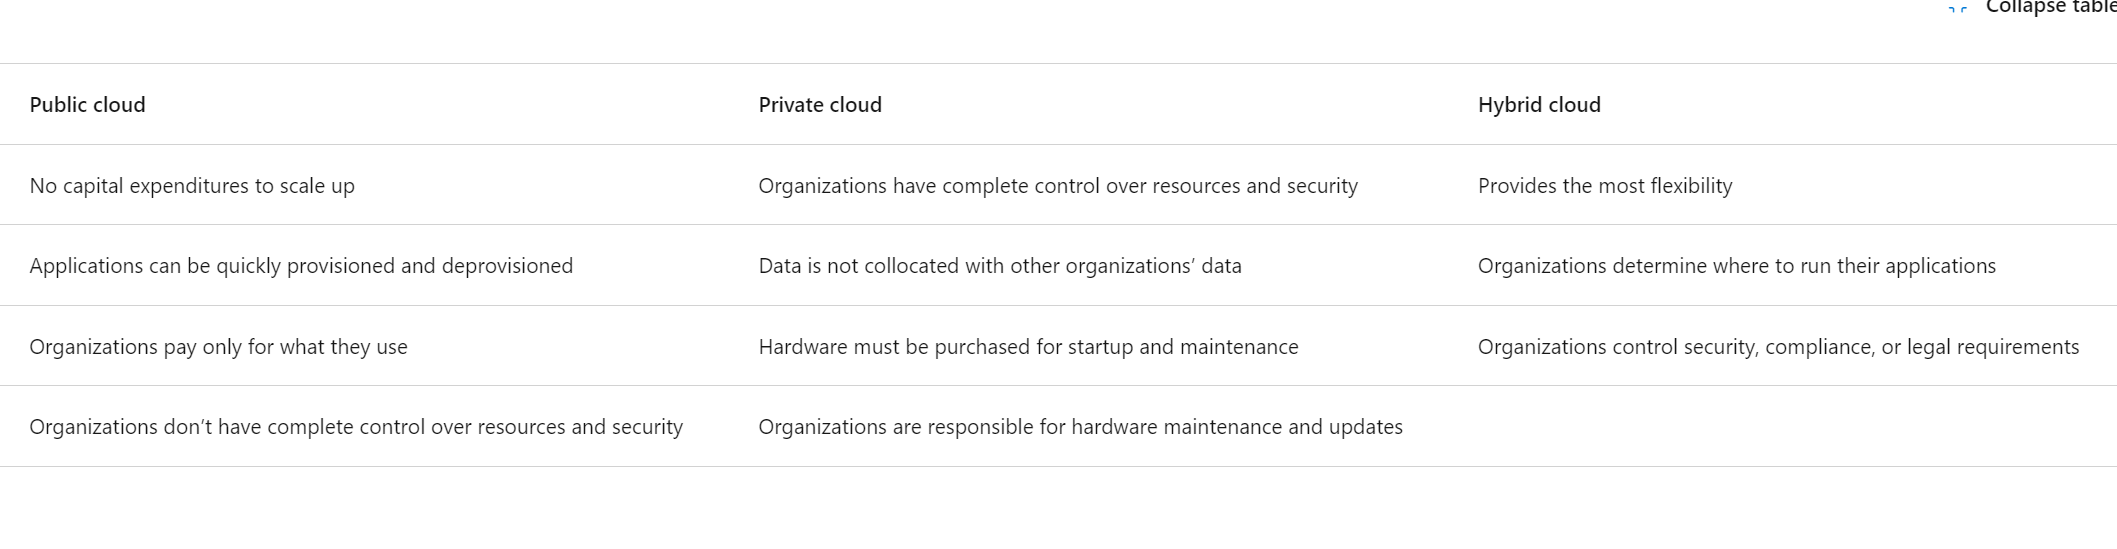 Collapse table
Public cloud Private cloud Hybrid cloud
No capital expenditures to scale up Organizations have complete control over resources and security Provides the most flexibility
Applications can be quickly provisioned and deprovisioned Data is not collocated with other organizations’ data Organizations determine where to run their applications
Organizations pay only for what they use Hardware must be purchased for startup and maintenance Organizations control security, compliance, or legal requirements
Organizations don’t have complete control over resources and security Organizations are responsible for hardware maintenance and updates